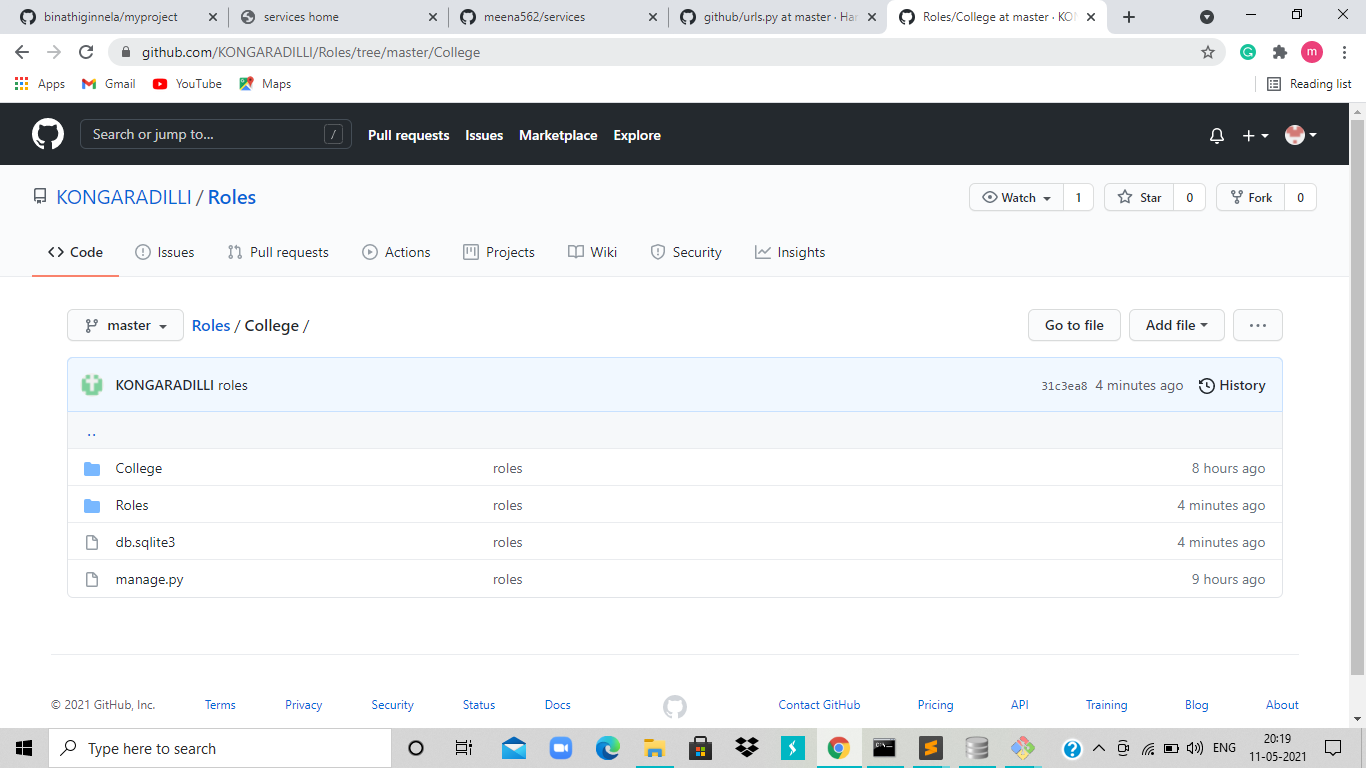 binathiginnela/myproject
services home
meena562/services
github/urls.py at master · Har
Roles/College at master · KON
github.com/KONGARADILLI/Roles/tree/master/College
m
Apps
Gmail
YouTube
Maps
Reading list
Search or jump to...
/
Pull requests
Issues
Marketplace
Explore
KONGARADILLI / Roles
Watch 1
Star 0
Fork 0
Code
Issues
Pull requests
Actions
Projects
Wiki
Security
Insights
master
Roles / College /
Go to file
Add file
...
KONGARADILLI roles
31c3ea8 4 minutes ago
History
..
College roles 8 hours ago
Roles roles 4 minutes ago
db.sqlite3 roles 4 minutes ago
manage.py roles 9 hours ago
© 2021 GitHub, Inc.
Terms
Privacy
Security
Status
Docs
Contact GitHub
Pricing
API
Training
Blog
About
Type here to search
ENG
20:19
11-05-2021